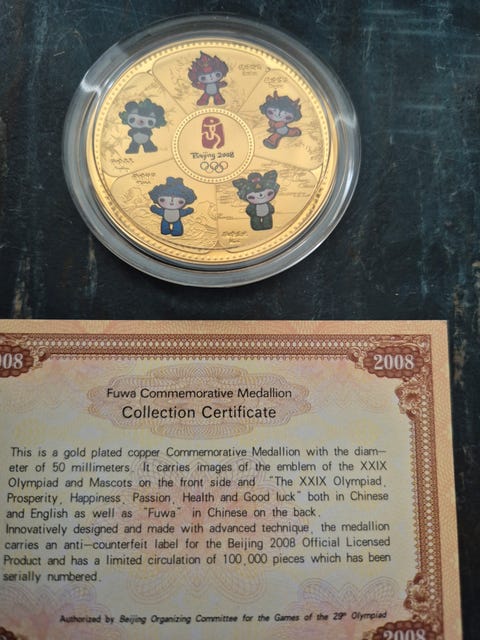 Beijing 2008
2008
2008
Fuwa Commemorative Medallion
Collection Certificate
This is a gold plated copper Commemorative Medallion with the diam-
eter of 50 millimeters. It carries images of the emblem of the XXIX
Olympiad and Mascots on the front side and "The XXIX Olympiad,
Prosperity, Happiness, Passion, Health and Good luck" both in Chinese
and English as well as "Fuwa" in Chinese on the back.
Innovatively designed and made with advanced technique, the medallion
carries an anti-counterfeit label for the Beijing 2008 Official Licensed
Product and has a limited circulation of 100,000 pieces which has been
serially numbered.
Authorized by Beijing Organizing Committee for the Games of the 29th Olympiad
2008